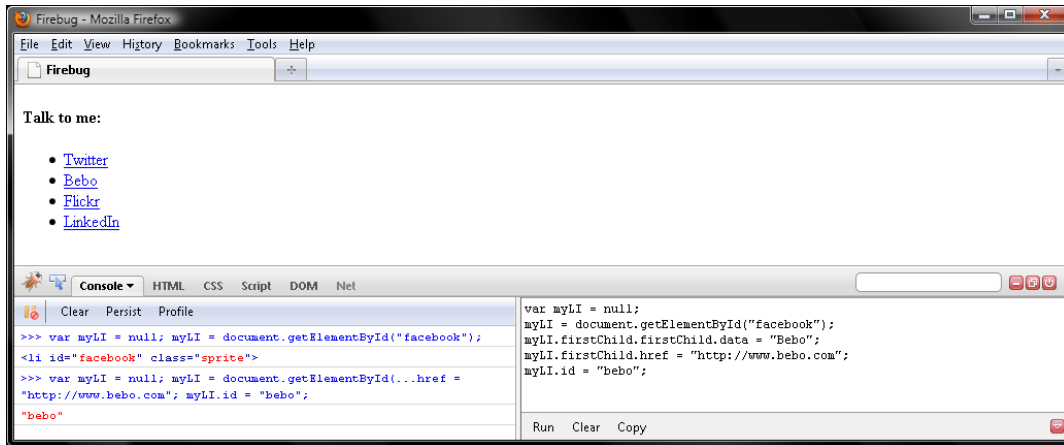 Firebug - Mozilla Firefox
File Edit View History Bookmarks Tools Help
Firebug
Talk to me:
Twitter
Bebo
Flickr
LinkedIn
Console HTML CSS Script DOM Net
Clear Persist Profile
>>> var myLI = null; myLI = document.getElementById("facebook");
<li id="facebook" class="sprite">
>>> var myLI = null; myLI = document.getElementById(...href =
"http://www.bebo.com"; myLI.id = "bebo";
"bebo"
var myLI = null;
myLI = document.getElementById("facebook");
myLI.firstChild.firstChild.data = "Bebo";
myLI.firstChild.href = "http://www.bebo.com";
myLI.id = "bebo";
Run Clear Copy